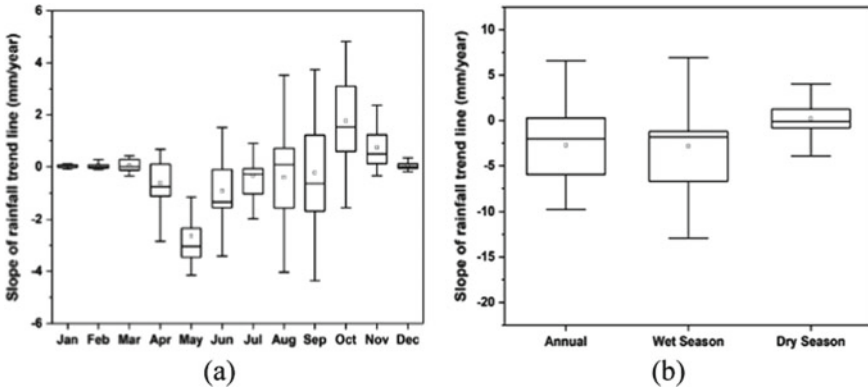 6
4
2
0
-2
-4
-6
Slope of rainfall trend line (mm/year)
Jan Feb Mar Apr May Jun Jul Aug Sep Oct Nov Dec
(a)
10
5
0
-5
-10
-15
-20
Slope of rainfall trend line (mm/year)
Annual Wet Season Dry Season
(b)